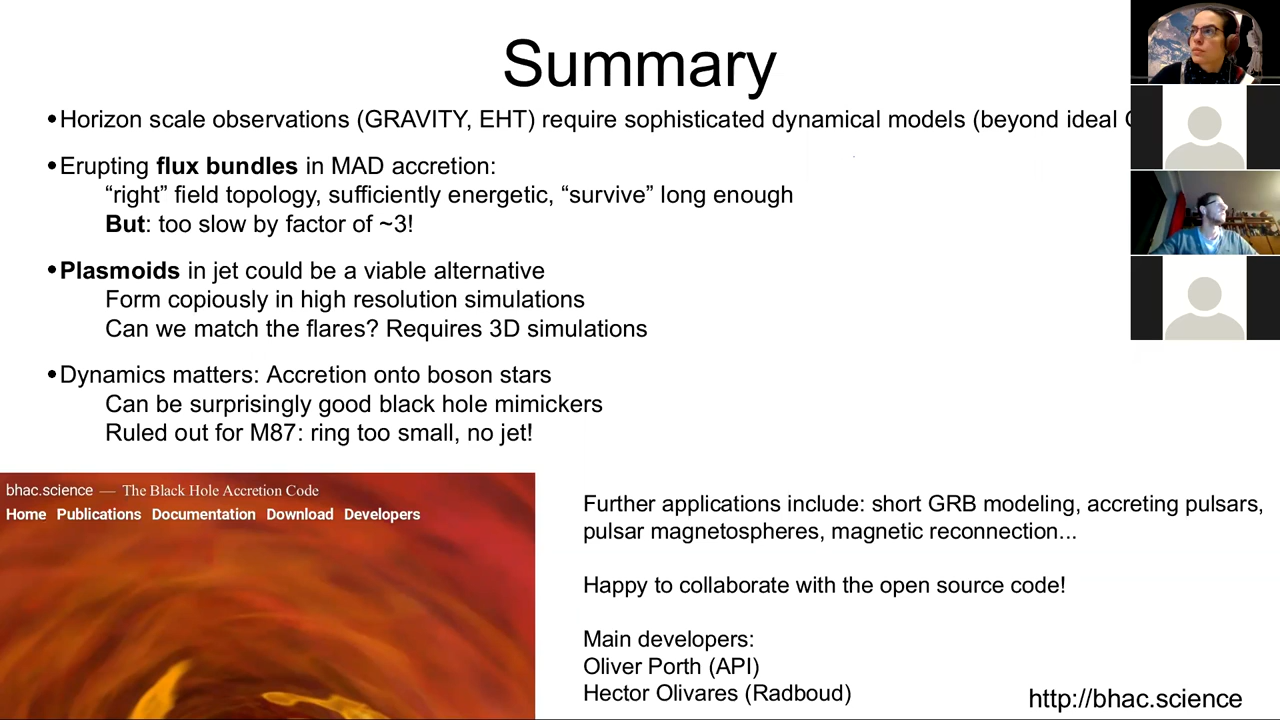 Summary
•Horizon scale observations (GRAVITY, EHT) require sophisticated dynamical models (beyond ideal
•Erupting flux bundles in MAD accretion:
“right” field topology, sufficiently energetic, “survive” long enough
But: too slow by factor of ~3!
•Plasmoids in jet could be a viable alternative
Form copiously in high resolution simulations
Can we match the flares? Requires 3D simulations
•Dynamics matters: Accretion onto boson stars
Can be surprisingly good black hole mimickers
Ruled out for M87: ring too small, no jet!
bhac.science — The Black Hole Accretion Code
Home Publications Documentation Download Developers
Further applications include: short GRB modeling, accreting pulsars,
pulsar magnetospheres, magnetic reconnection...
Happy to collaborate with the open source code!
Main developers:
Oliver Porth (API)
Hector Olivares (Radboud)
http://bhac.science